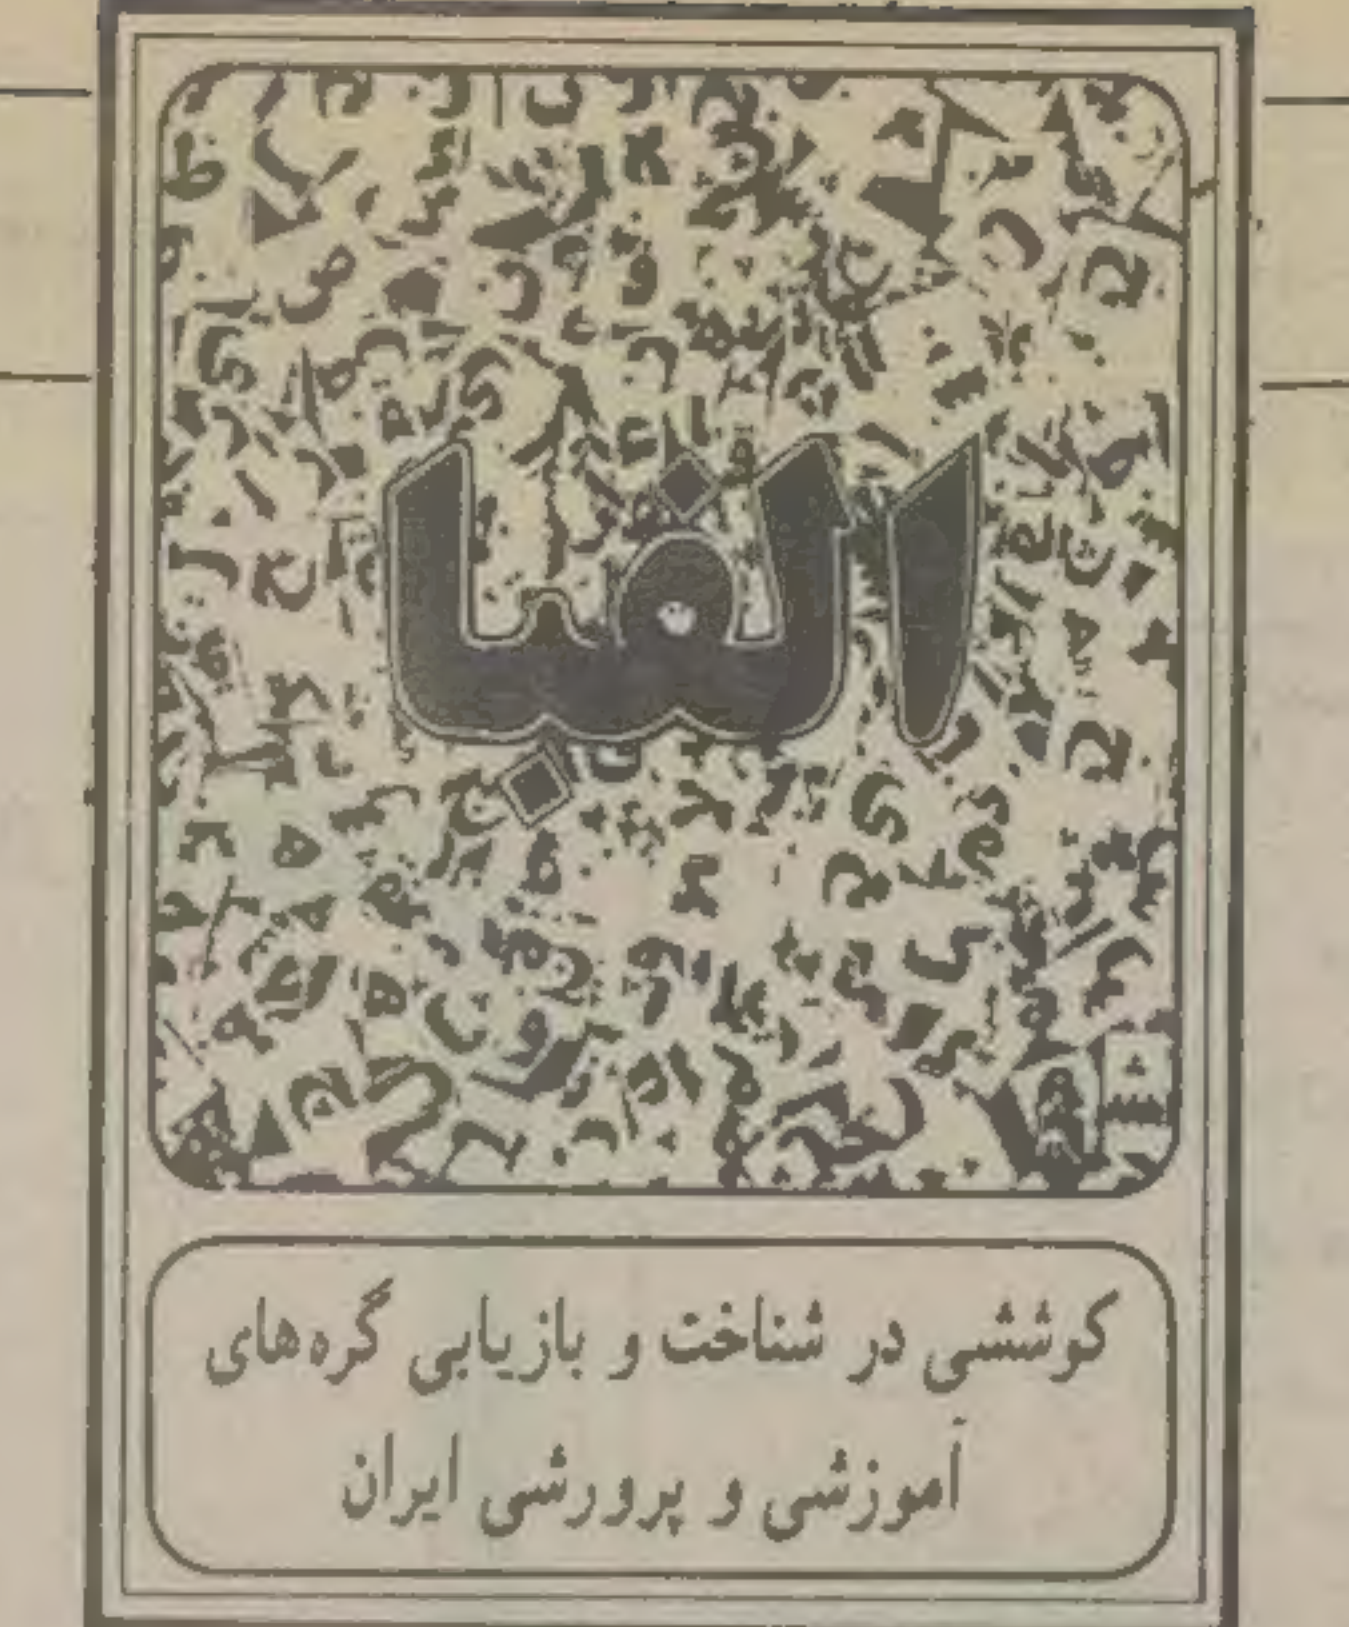 الفبا
کوششی در شناخت و بازیابی گره‌های
آموزشی و پرورشی ایران